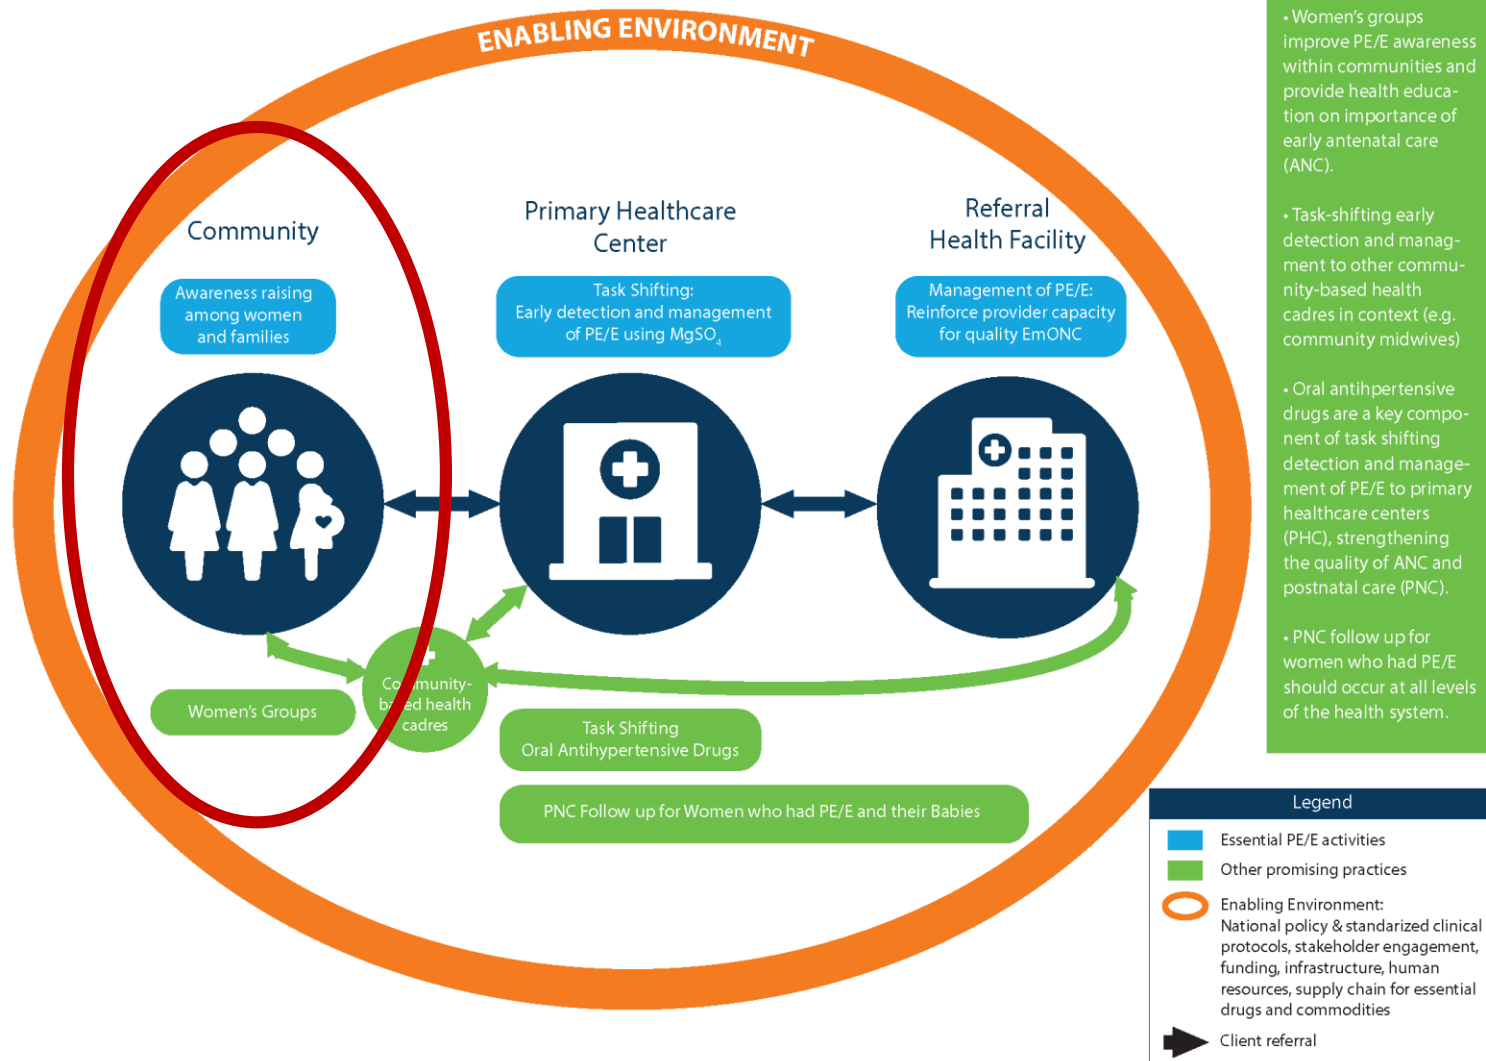 ENABLING ENVIRONMENT
Community
Awareness raising
among women
and families
Primary Healthcare
Center
Task Shifting:
Early detection and management
of PE/E using MgSO₄
Referral
Health Facility
Management of PE/E:
Reinforce provider capacity
for quality EmONC
Women's Groups
Community-
based health
cadres
Task Shifting
Oral Antihypertensive Drugs
PNC Follow up for Women who had PE/E and their Babies
• Women's groups
improve PE/E awareness
within communities and
provide health educa-
tion on importance of
early antenatal care
(ANC).
• Task-shifting early
detection and manag-
ment to other commu-
nity-based health
cadres in context (e.g.
community midwives)
• Oral antihpertensive
drugs are a key compo-
nent of task shifting
detection and manage-
ment of PE/E to primary
healthcare centers
(PHC), strengthening
the quality of ANC and
postnatal care (PNC).
• PNC follow up for
women who had PE/E
should occur at all levels
of the health system.
Legend
Essential PE/E activities
Other promising practices
Enabling Environment:
National policy & standarized clinical
protocols, stakeholder engagement,
funding, infrastructure, human
resources, supply chain for essential
drugs and commodities
Client referral